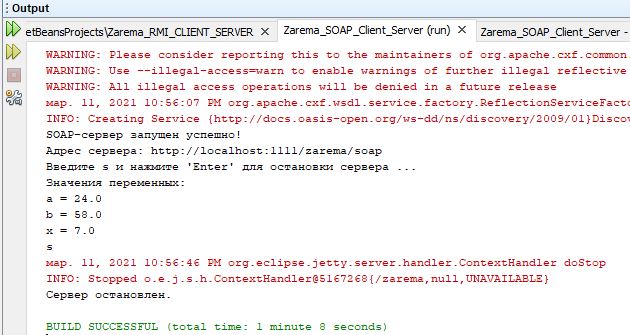 Output
etBeansProjects\Zarema_RMI_CLIENT_SERVER
Zarema_SOAP_Client_Server (run)
Zarema_SOAP_Client_Server -
WARNING: Please consider reporting this to the maintainers of org.apache.cxf.common
WARNING: Use --illegal-access=warn to enable warnings of further illegal reflective
WARNING: All illegal access operations will be denied in a future release
мар. 11, 2021 10:56:07 PM org.apache.cxf.wsdl.service.factory.ReflectionServiceFacto
INFO: Creating Service {http://docs.oasis-open.org/ws-dd/ns/discovery/2009/01}Discov
SOAP-сервер запущен успешно!
Адрес сервера: http://localhost:1111/zarema/soap
Введите s и нажмите 'Enter' для остановки сервера ...
Значения переменных:
a = 24.0
b = 58.0
x = 7.0
s
мар. 11, 2021 10:56:46 PM org.eclipse.jetty.server.handler.ContextHandler doStop
INFO: Stopped o.e.j.s.h.ContextHandler@5167268{/zarema,null,UNAVAILABLE}
Сервер остановлен.
BUILD SUCCESSFUL (total time: 1 minute 8 seconds)